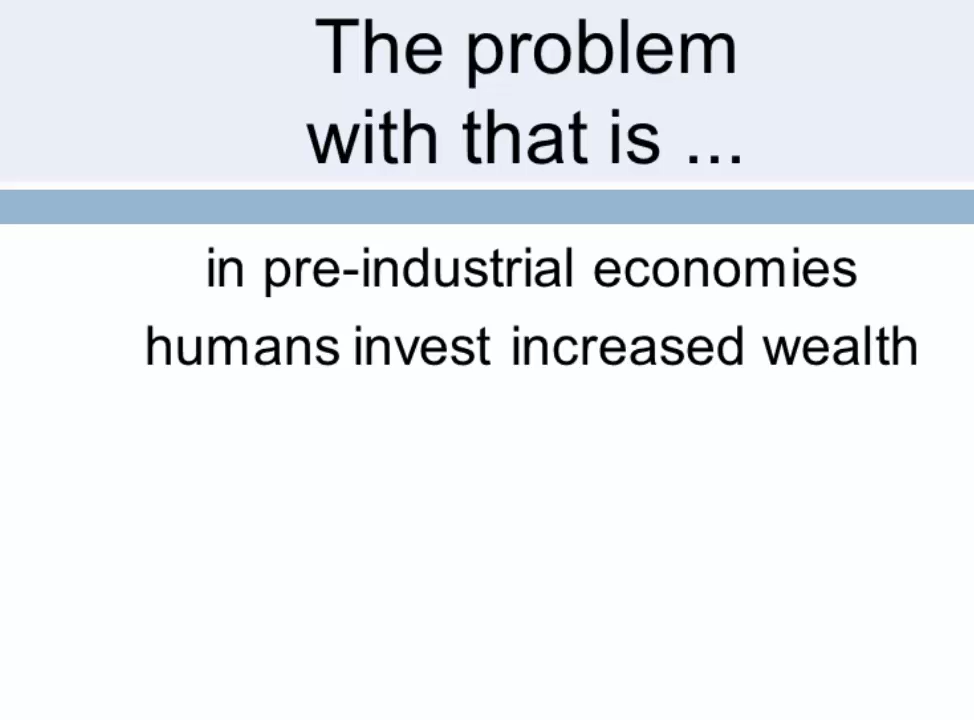 The problem
with that is ...
in pre-industrial economies
humans invest increased wealth